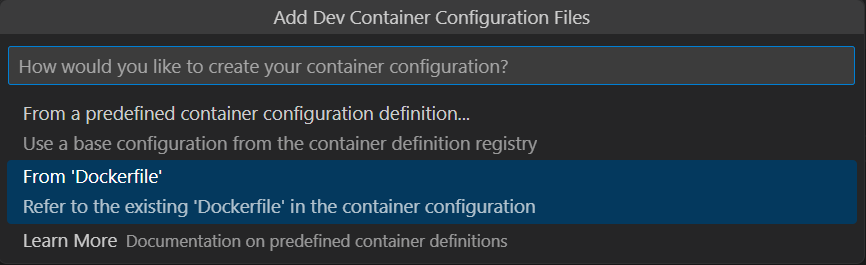 Add Dev Container Configuration Files
How would you like to create your container configuration?
From a predefined container configuration definition...
Use a base configuration from the container definition registry
From 'Dockerfile'
Refer to the existing 'Dockerfile' in the container configuration
Learn More Documentation on predefined container definitions